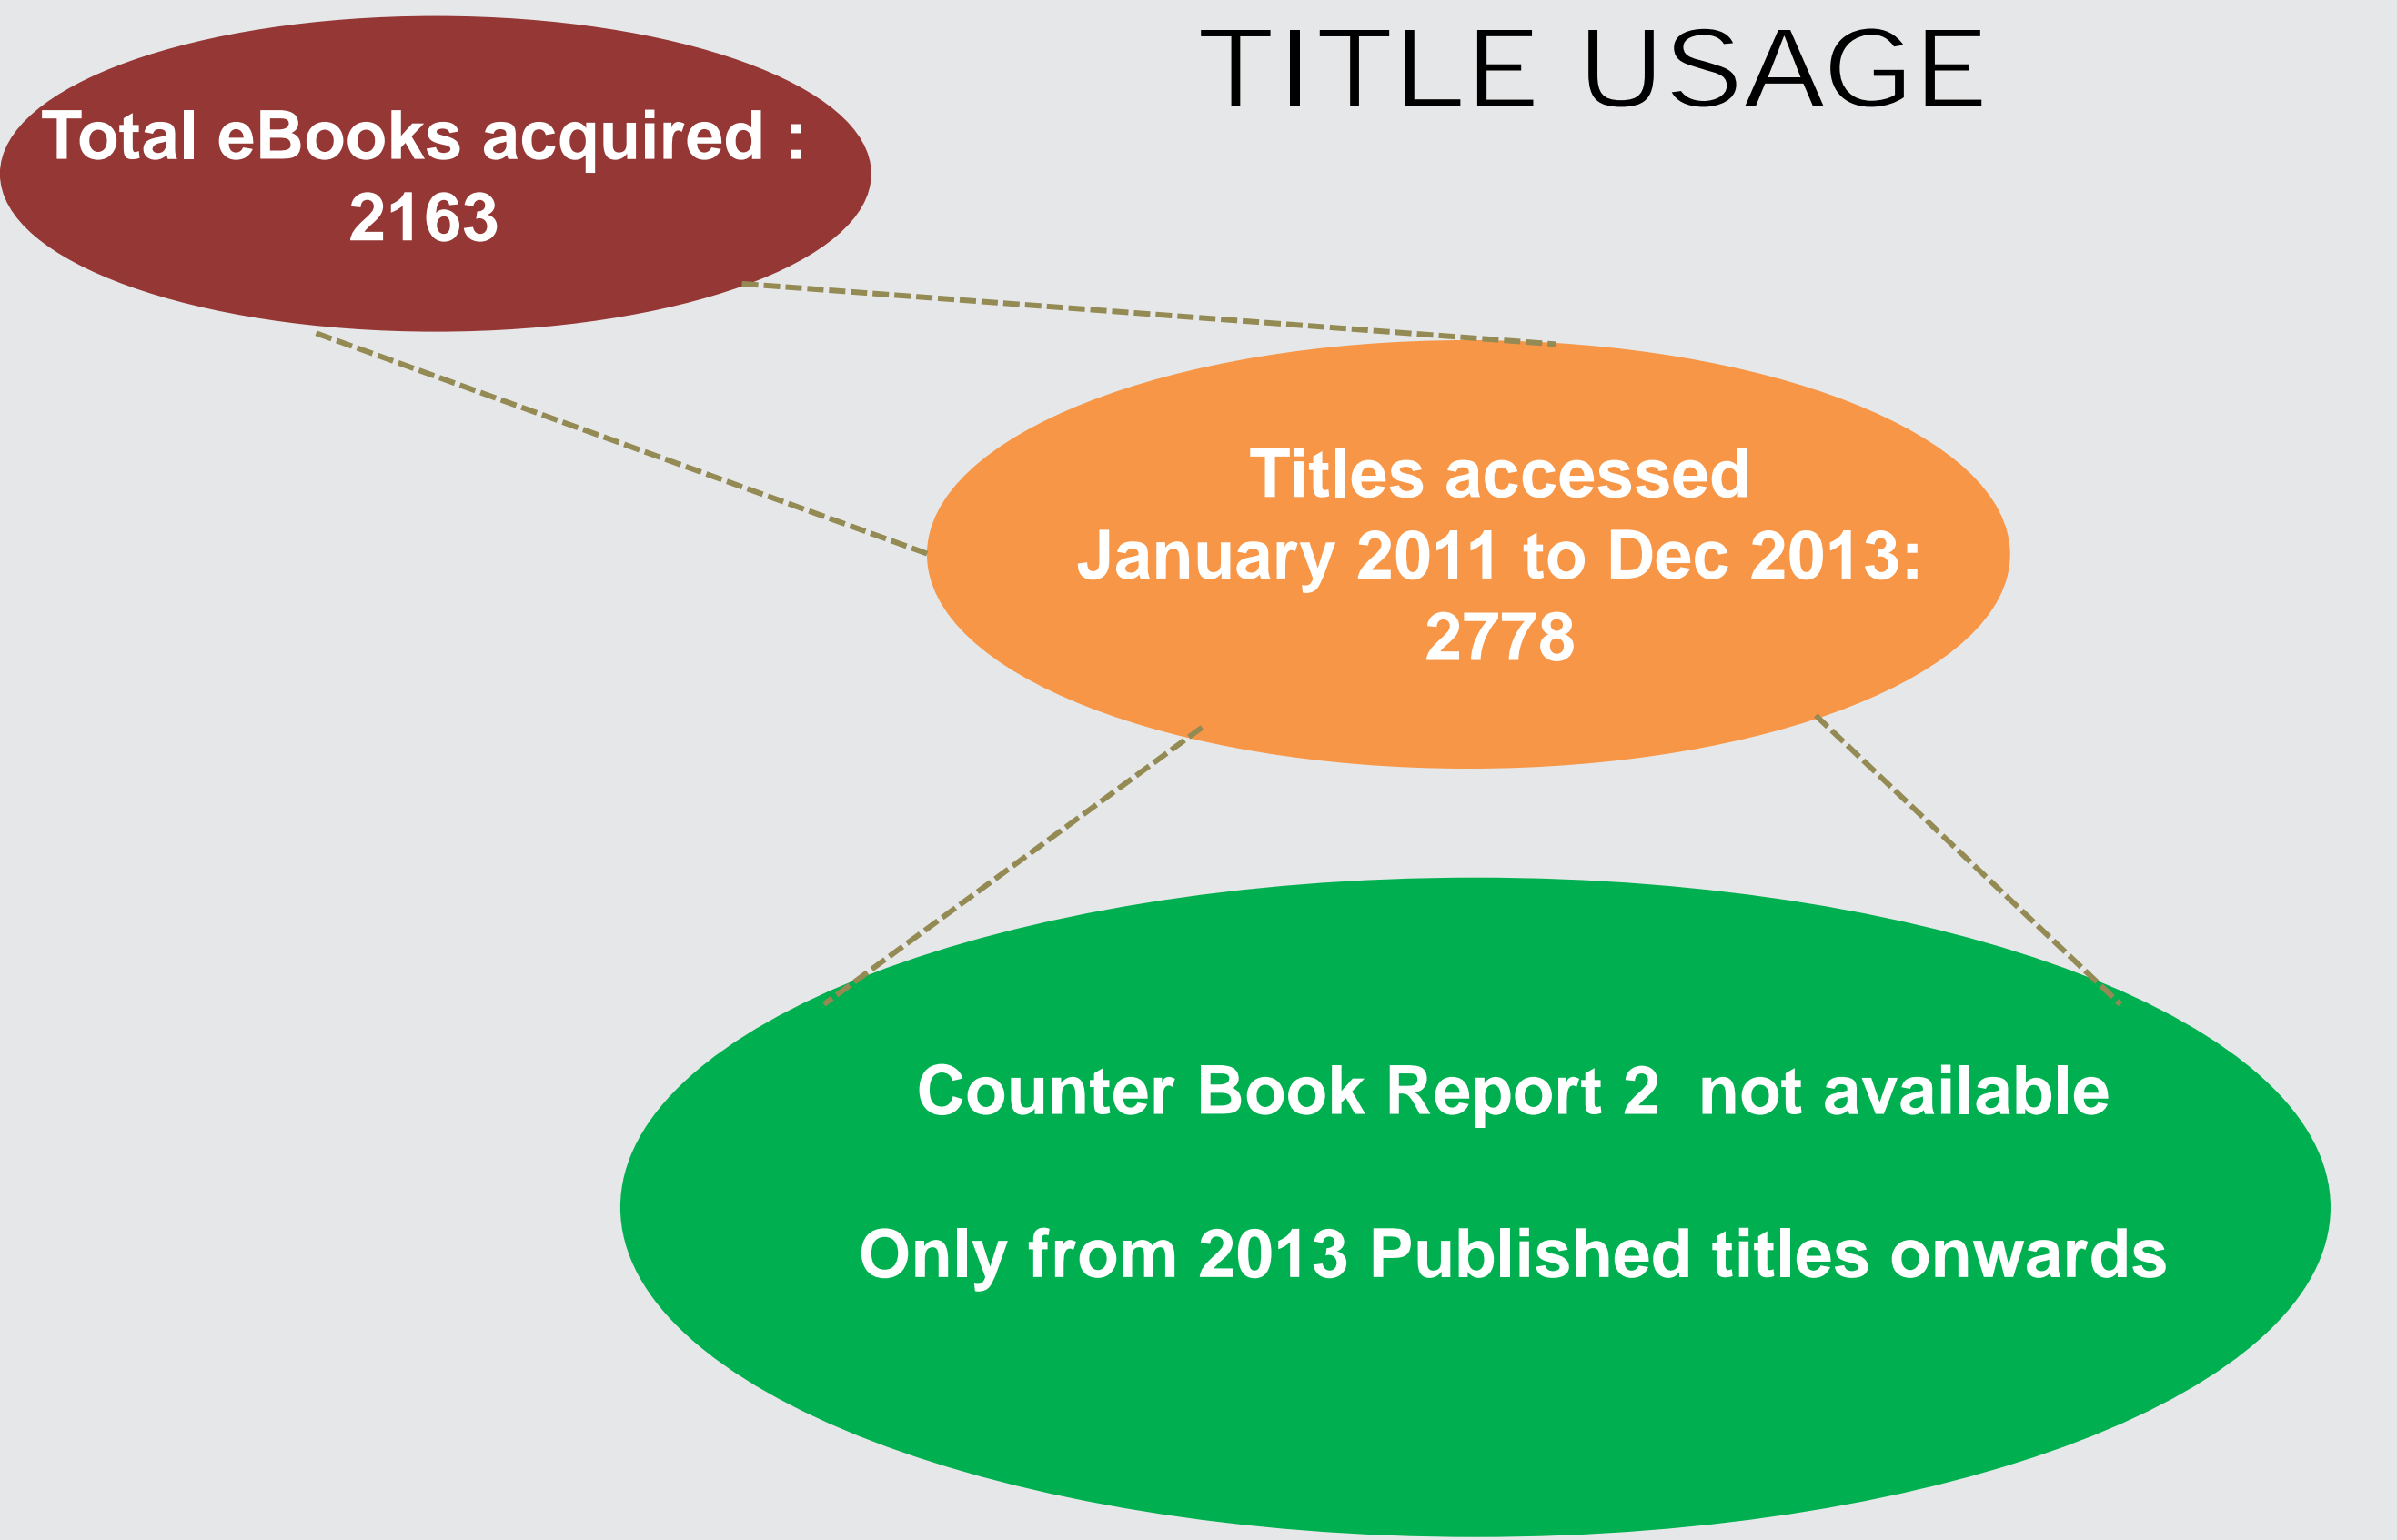 TITLE USAGE
Total eBooks acquired :
2163
Titles accessed
January 2011 to Dec 2013:
2778
Counter Book Report 2  not available
Only from 2013 Published titles onwards